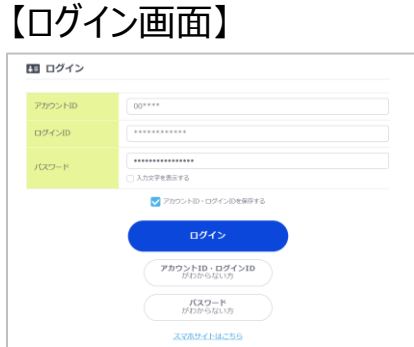 【ログイン画面】
ログイン
アカウントID
00****
ログインID
************
パスワード
****************
入力文字を表示する
アカウントID・ログインIDを保存する
ログイン
アカウントID・ログインID
がわからない方
パスワード
がわからない方
スマホサイトはこちら